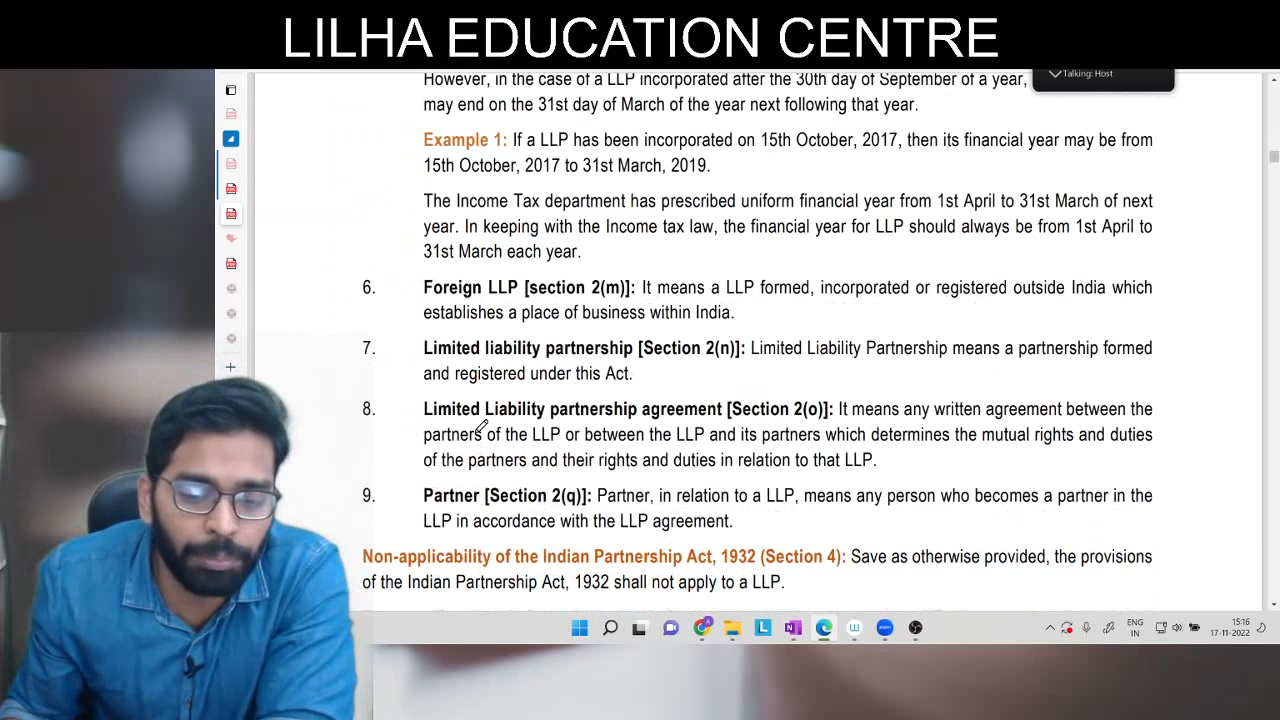 LILHA EDUCATION CENTRE
However, in the case of a LLP incorporated after the 30th day of September of a year,
Talking: Host
may end on the 31st day of March of the year next following that year.
Example 1: If a LLP has been incorporated on 15th October, 2017, then its financial year may be from
15th October, 2017 to 31st March, 2019.
The Income Tax department has prescribed uniform financial year from 1st April to 31st March of next
year. In keeping with the Income tax law, the financial year for LLP should always be from 1st April to
31st March each year.
6. Foreign LLP [section 2(m)]: It means a LLP formed, incorporated or registered outside India which
establishes a place of business within India.
7. Limited liability partnership [Section 2(n)]: Limited Liability Partnership means a partnership formed
and registered under this Act.
8. Limited Liability partnership agreement [Section 2(o)]: It means any written agreement between the
partners of the LLP or between the LLP and its partners which determines the mutual rights and duties
of the partners and their rights and duties in relation to that LLP.
9. Partner [Section 2(q)]: Partner, in relation to a LLP, means any person who becomes a partner in the
LLP in accordance with the LLP agreement.
Non-applicability of the Indian Partnership Act, 1932 (Section 4): Save as otherwise provided, the provisions
of the Indian Partnership Act, 1932 shall not apply to a LLP.
ENG
IN
15:16
17-11-2022